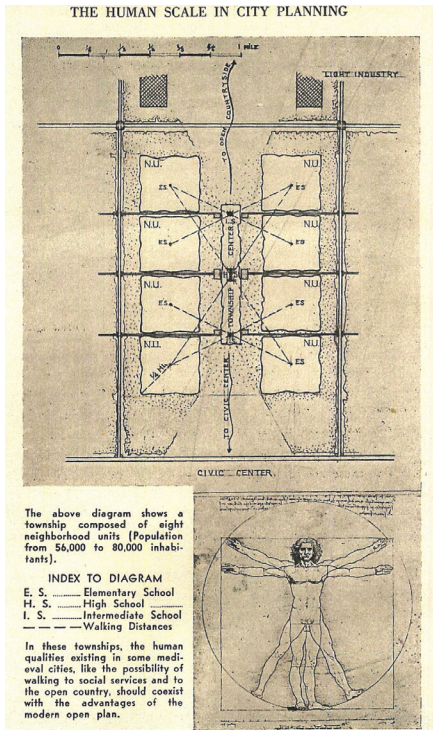 THE HUMAN SCALE IN CITY PLANNING
0
1 MILE
LIGHT INDUSTRY
TO OPEN COUNTRYSIDE
N.U.
N.U.
ES
ES
N.U.
N.U.
ES
ES
CENTER
N.U.
N.U.
ES
ES
TOWNSHIP
N.U.
N.U.
ES
TO CIVIC CENTER
CIVIC CENTER
The above diagram shows a
township composed of eight
neighborhood units (Population
from 56,000 to 80,000 inhabi-
tants).
INDEX TO DIAGRAM
E. S. ............ Elementary School
H. S. .......... High School ............
I. S. ............ Intermediate School
— — — — Walking Distances
In these townships, the human
qualities existing in some medi-
eval cities, like the possibility of
walking to social services and to
the open country, should coexist
with the advantages of the
modern open plan.